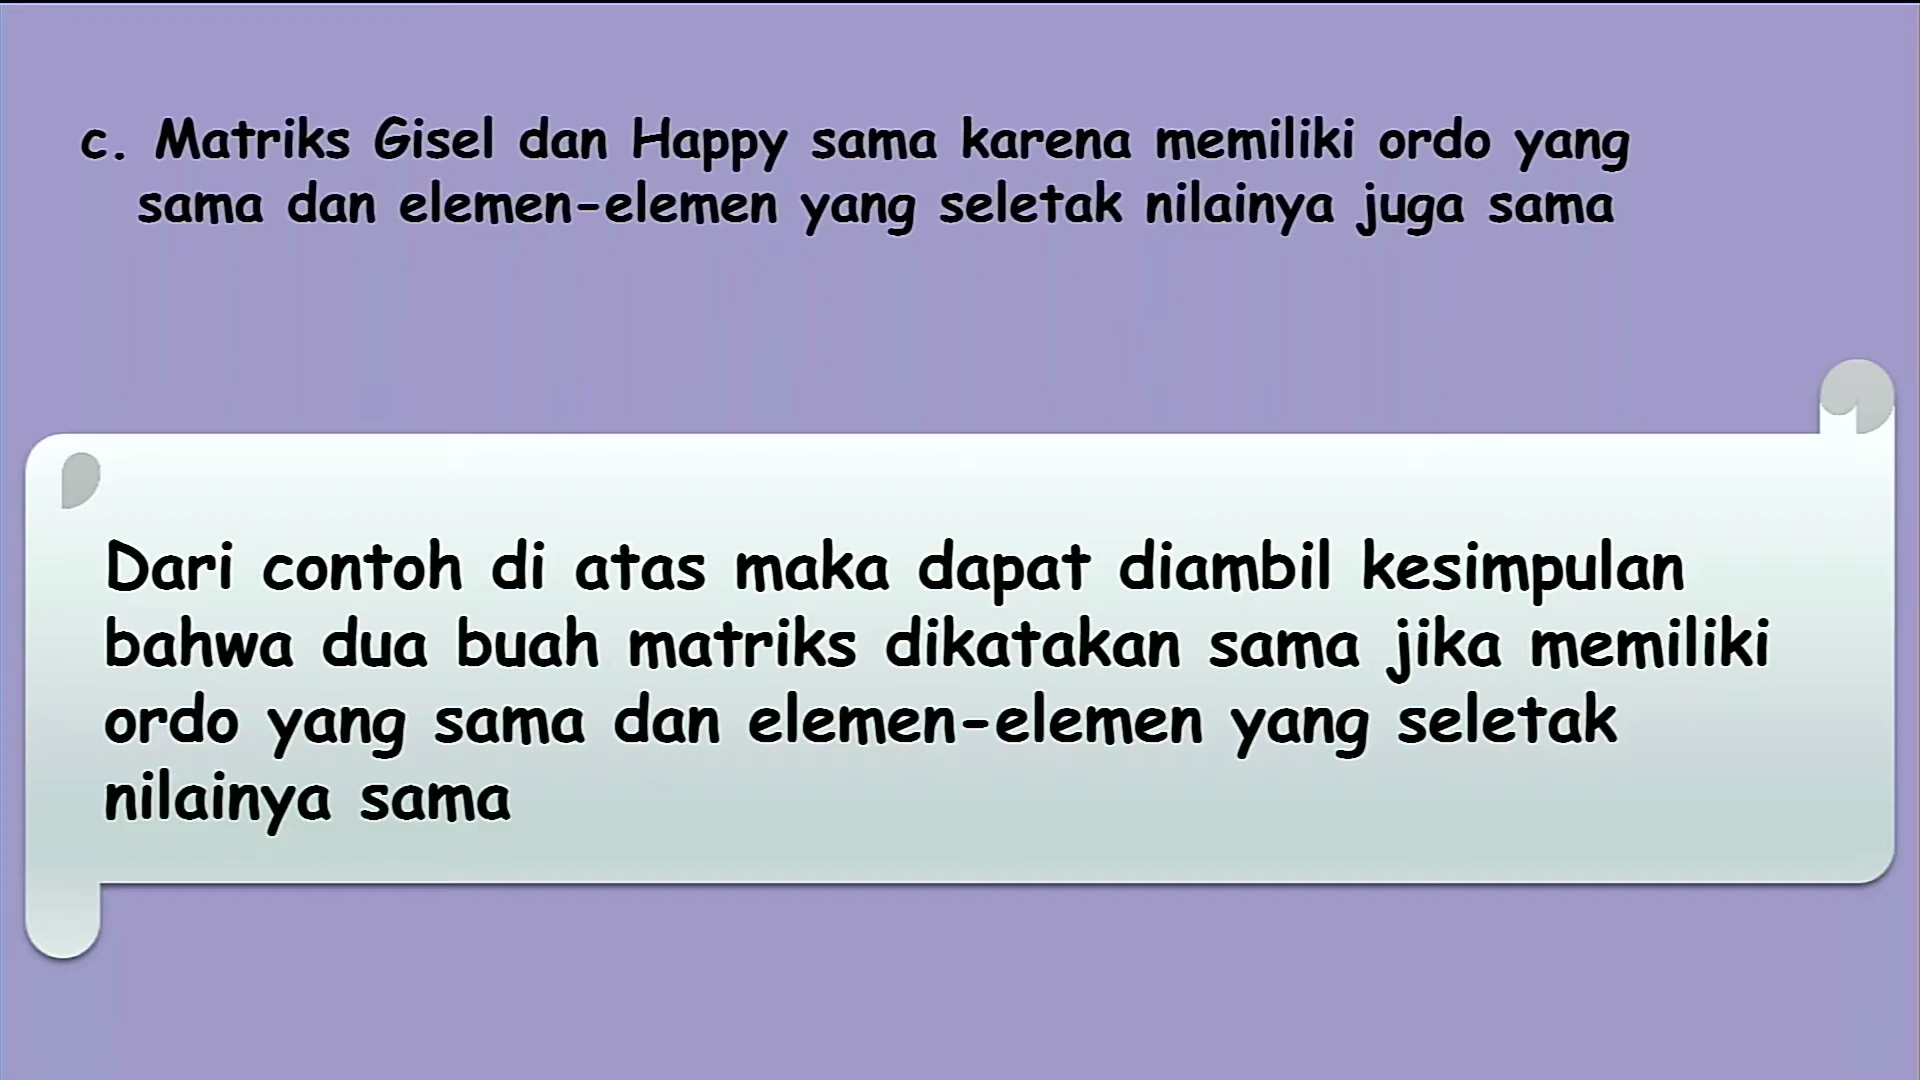 c. Matriks Gisel dan Happy sama karena memiliki ordo yang
sama dan elemen-elemen yang seletak nilainya juga sama
Dari contoh di atas maka dapat diambil kesimpulan
bahwa dua buah matriks dikatakan sama jika memiliki
ordo yang sama dan elemen-elemen yang seletak
nilainya sama